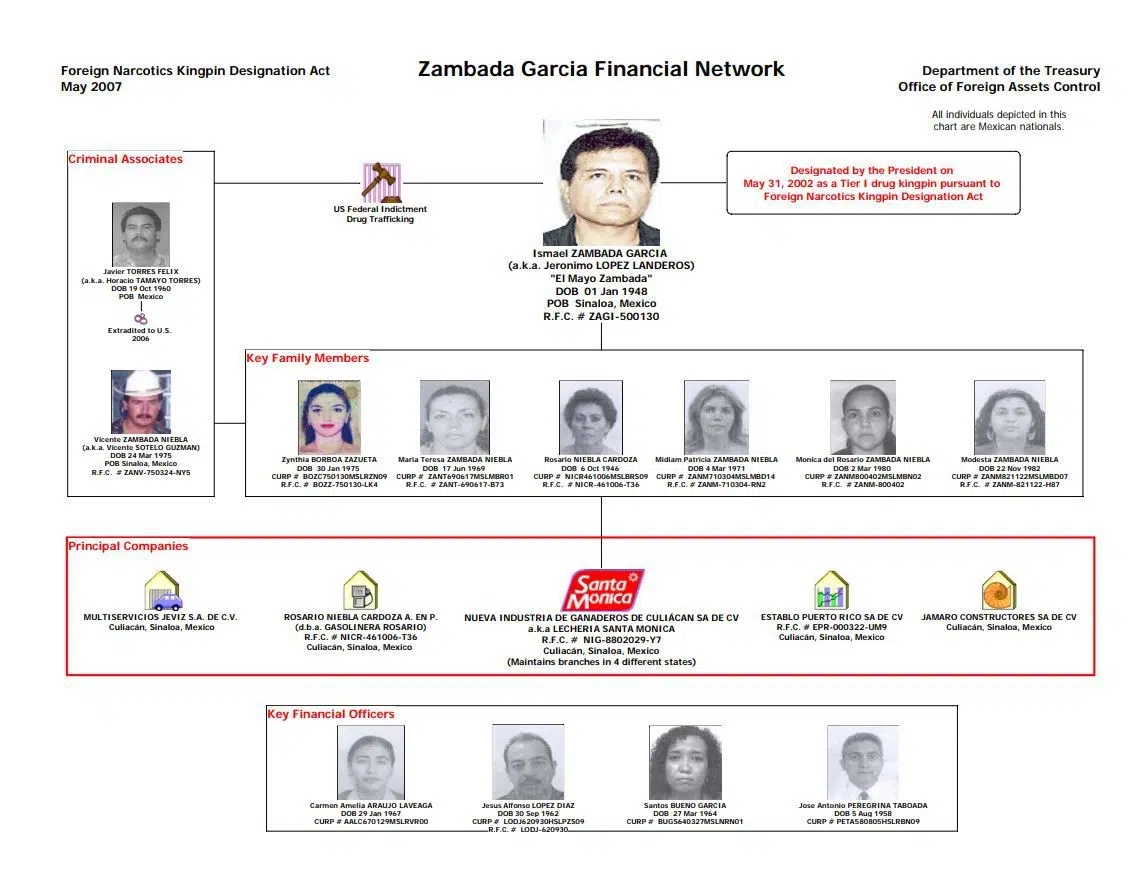 Foreign Narcotics Kingpin Designation Act
May 2007
Zambada Garcia Financial Network
Department of the Treasury
Office of Foreign Assets Control
All individuals depicted in this
chart are Mexican nationals.
Criminal Associates
Javier TORRES FELIX
(a.k.a. Horacio TAMAYO TORRES)
DOB 19 Oct 1960
POB Mexico
Extradited to U.S.
2006
Vicente ZAMBADA NIEBLA
(a.k.a. Vicente SOTELO GUZMAN)
DOB 24 Mar 1975
POB Sinaloa, Mexico
R.F.C. # ZANV-750324-NY5
US Federal Indictment
Drug Trafficking
Ismael ZAMBADA GARCIA
(a.k.a. Jeronimo LOPEZ LANDEROS)
"El Mayo Zambada"
DOB 01 Jan 1948
POB Sinaloa, Mexico
R.F.C. # ZAGI-500130
Designated by the President on
May 31, 2002 as a Tier I drug kingpin pursuant to
Foreign Narcotics Kingpin Designation Act
Key Family Members
Zynthia BORBOA ZAZUETA
DOB 30 Jan 1975
CURP # BOZC750130MSLRZN09
R.F.C. # BOZZ-750130-LK4
Maria Teresa ZAMBADA NIEBLA
DOB 17 Jun 1969
CURP # ZANT690617MSLMBR01
R.F.C. # ZANT-690617-B73
Rosario NIEBLA CARDOZA
DOB 6 Oct 1946
CURP # NICR461006MSLBRS09
R.F.C. # NICR-461006-T36
Midiam Patricia ZAMBADA NIEBLA
DOB 4 Mar 1971
CURP # ZANM710304MSLMBD14
R.F.C. # ZANM-710304-RN2
Monica del Rosario ZAMBADA NIEBLA
DOB 2 Mar 1980
CURP # ZANM800402MSLMBN02
R.F.C. # ZANM-800402
Modesta ZAMBADA NIEBLA
DOB 22 Nov 1982
CURP # ZANM821122MSLMBD07
R.F.C. # ZANM-821122-H87
Principal Companies
MULTISERVICIOS JEVIZ S.A. DE C.V.
Culiacán, Sinaloa, Mexico
ROSARIO NIEBLA CARDOZA A. EN P.
(d.b.a. GASOLINERA ROSARIO)
R.F.C. # NICR-461006-T36
Culiacán, Sinaloa, Mexico
Santa
Monica
NUEVA INDUSTRIA DE GANADEROS DE CULIÁCAN SA DE CV
a.k.a LECHERIA SANTA MONICA
R.F.C. # NIG-8802029-Y7
Culiacán, Sinaloa, Mexico
(Maintains branches in 4 different states)
ESTABLO PUERTO RICO SA DE CV
R.F.C. # EPR-000322-UM9
Culiacán, Sinaloa, Mexico
JAMARO CONSTRUCTORES SA DE CV
Culiacán, Sinaloa, Mexico
Key Financial Officers
Carmen Amelia ARAUJO LAVEAGA
DOB 29 Jan 1967
CURP # AALC670129MSLRVR00
Jesus Alfonso LOPEZ DIAZ
DOB 30 Sep 1962
CURP # LODJ620930HSLPZS09
R.F.C. # LODJ-620930
Santos BUENO GARCIA
DOB 27 Mar 1964
CURP # BUGS640327MSLNRN01
Jose Antonio PEREGRINA TABOADA
DOB 5 Aug 1958
CURP # PETA580805HSLRBN09